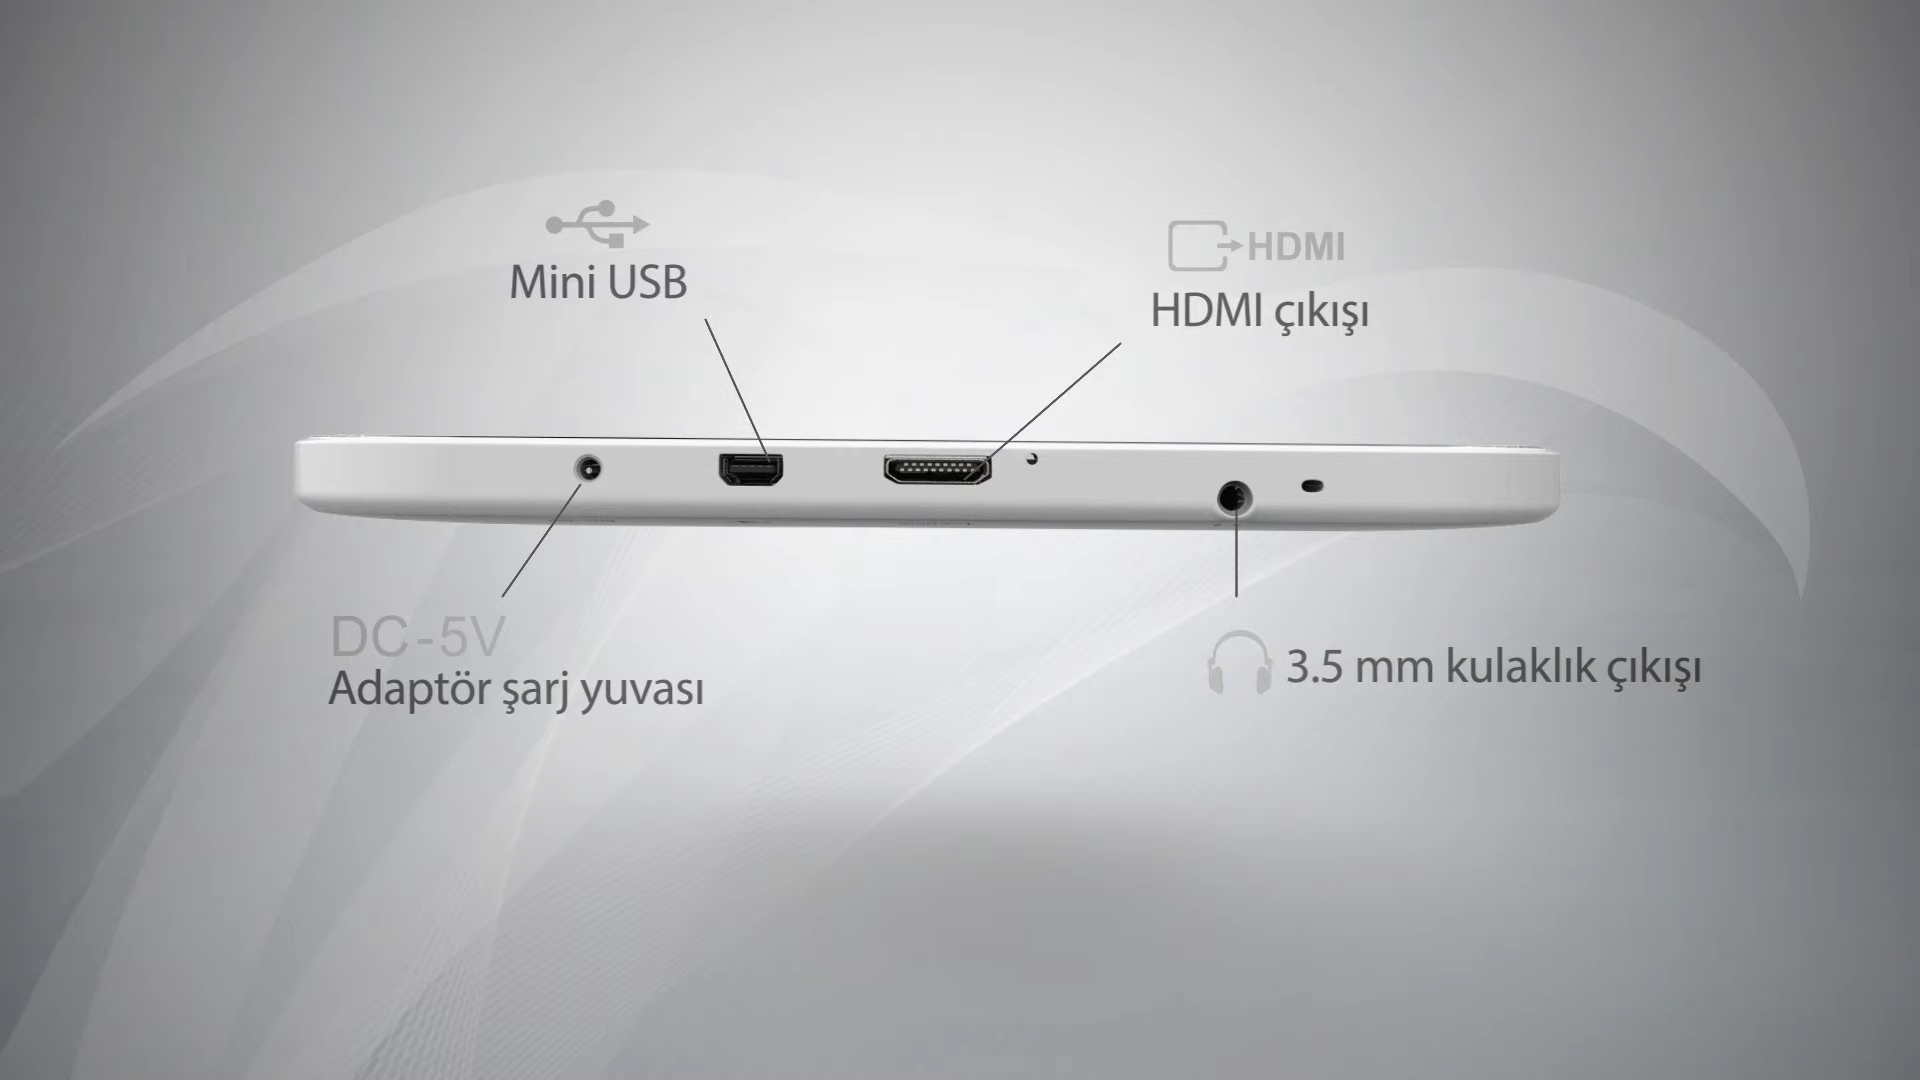 Mini USB
HDMI
HDMI çıkışı
DC-5V
Adaptör şarj yuvası
3.5 mm kulaklık çıkışı